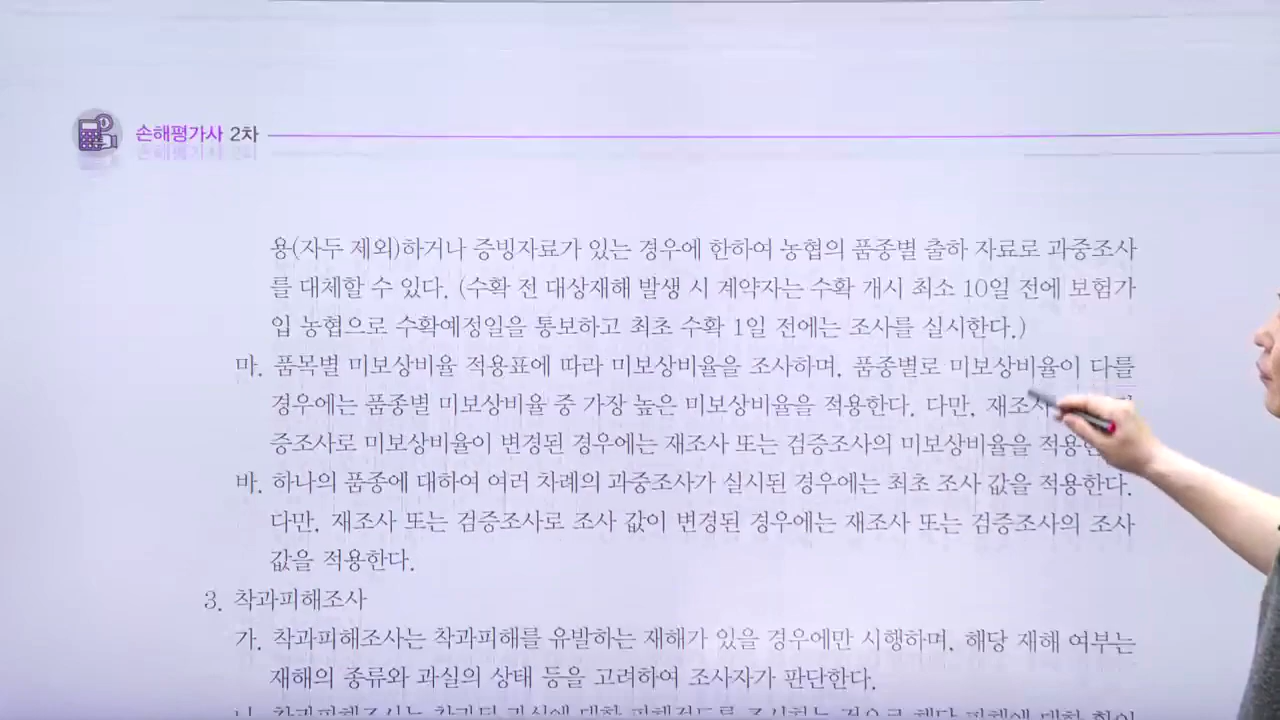 손해평가사 2차
용(자두 제외)하거나 증빙자료가 있는 경우에 한하여 농협의 품종별 출하 자료로 과중조사
를 대체할 수 있다. (수확 전 대상재해 발생 시 계약자는 수확 개시 최소 10일 전에 보험가
입 농협으로 수확예정일을 통보하고 최초 수확 1일 전에는 조사를 실시한다.)
마. 품목별 미보상비율 적용표에 따라 미보상비율을 조사하며, 품종별로 미보상비율이 다를
경우에는 품종별 미보상비율 중 가장 높은 미보상비율을 적용한다. 다만, 재조사
증조사로 미보상비율이 변경된 경우에는 재조사 또는 검증조사의 미보상비율을
바. 하나의 품종에 대하여 여러 차례의 과중조사가 실시된 경우에는 최초 조사 값을 적용한다.
다만, 재조사 또는 검증조사로 조사 값이 변경된 경우에는 재조사 또는 검증조사의 조사
값을 적용한다.
3. 착과피해조사
가. 착과피해조사는 착과피해를 유발하는 재해가 있을 경우에만 시행하며, 해당 재해 여부는
재해의 종류와 과실의 상태 등을 고려하여 조사자가 판단한다.